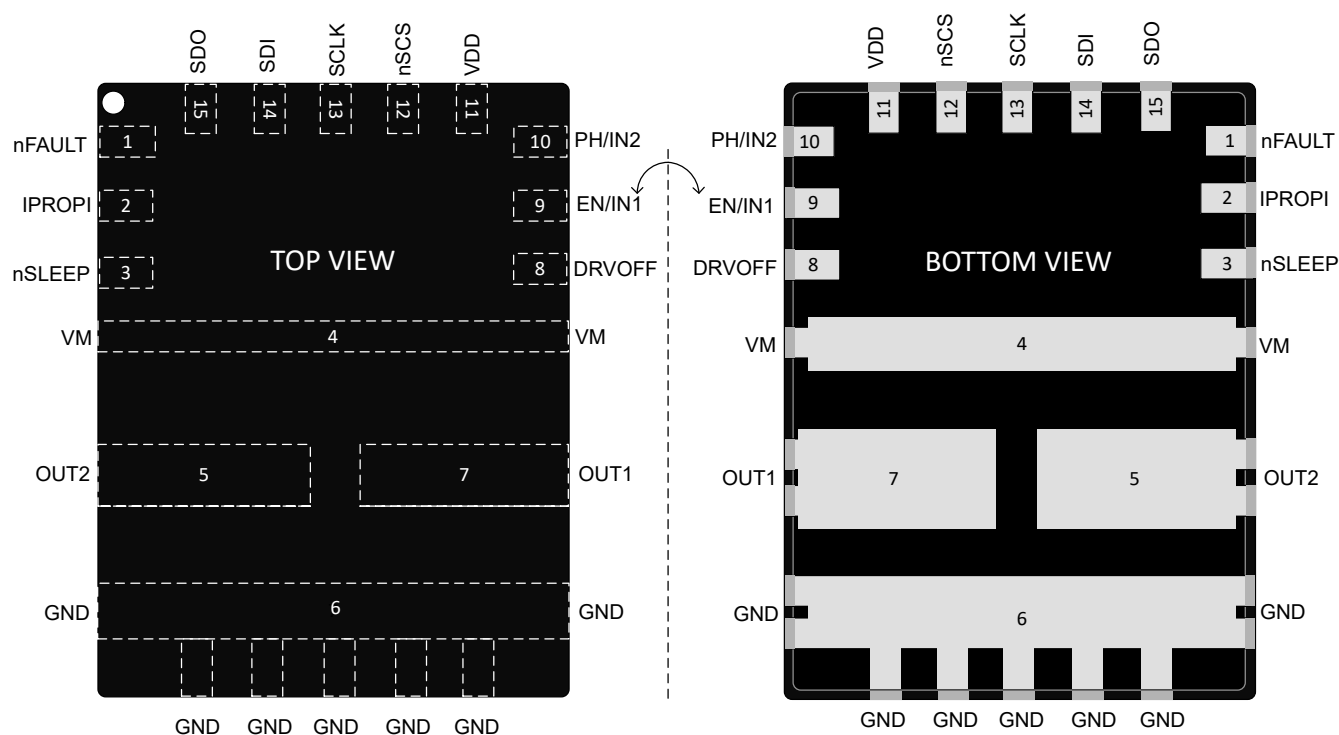 SDO SDI SCLK nSCS VDD
15 14 13 12 11
nFAULT 1 10 PH/IN2
IPROPI 2 9 EN/IN1
nSLEEP 3 TOP VIEW 8 DRVOFF
VM 4 VM
OUT2 5 7 OUT1
GND 6 GND
GND GND GND GND GND
VDD nSCS SCLK SDI SDO
11 12 13 14 15
PH/IN2 10 1 nFAULT
EN/IN1 9 2 IPROPI
DRVOFF 8 BOTTOM VIEW 3 nSLEEP
VM 4 VM
OUT1 7 5 OUT2
GND 6 GND
GND GND GND GND GND